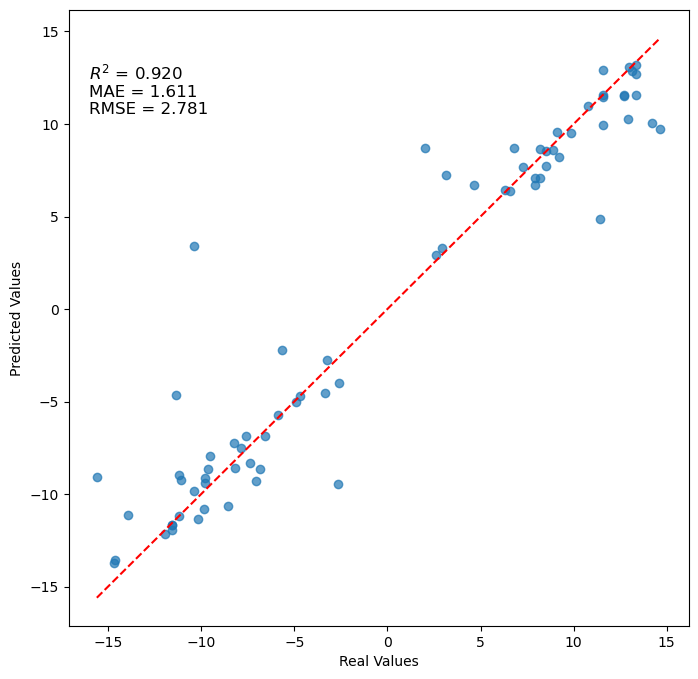 15
R² = 0.920
MAE = 1.611
RMSE = 2.781
10
5
0
−5
−10
−15
Predicted Values
−15 −10 −5 0 5 10 15
Real Values